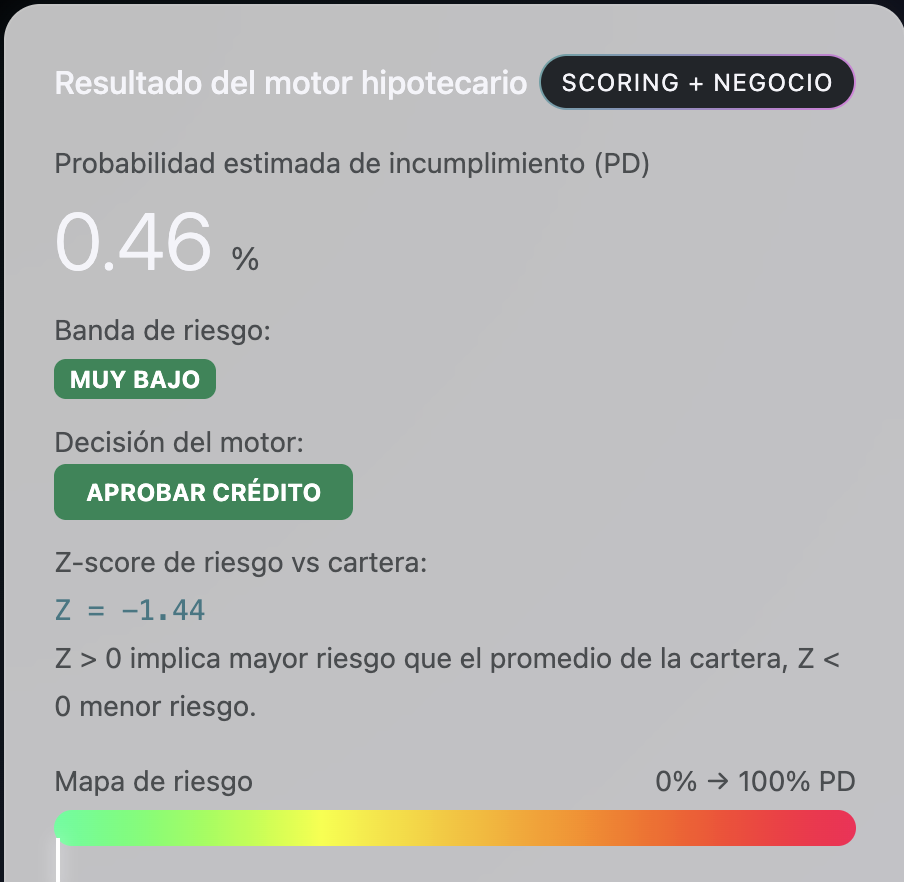 Resultado del motor hipotecario SCORING + NEGOCIO
Probabilidad estimada de incumplimiento (PD)
0.46 %
Banda de riesgo:
MUY BAJO
Decisión del motor:
APROBAR CRÉDITO
Z-score de riesgo vs cartera:
Z = −1.44
Z > 0 implica mayor riesgo que el promedio de la cartera, Z <
0 menor riesgo.
Mapa de riesgo 0% → 100% PD